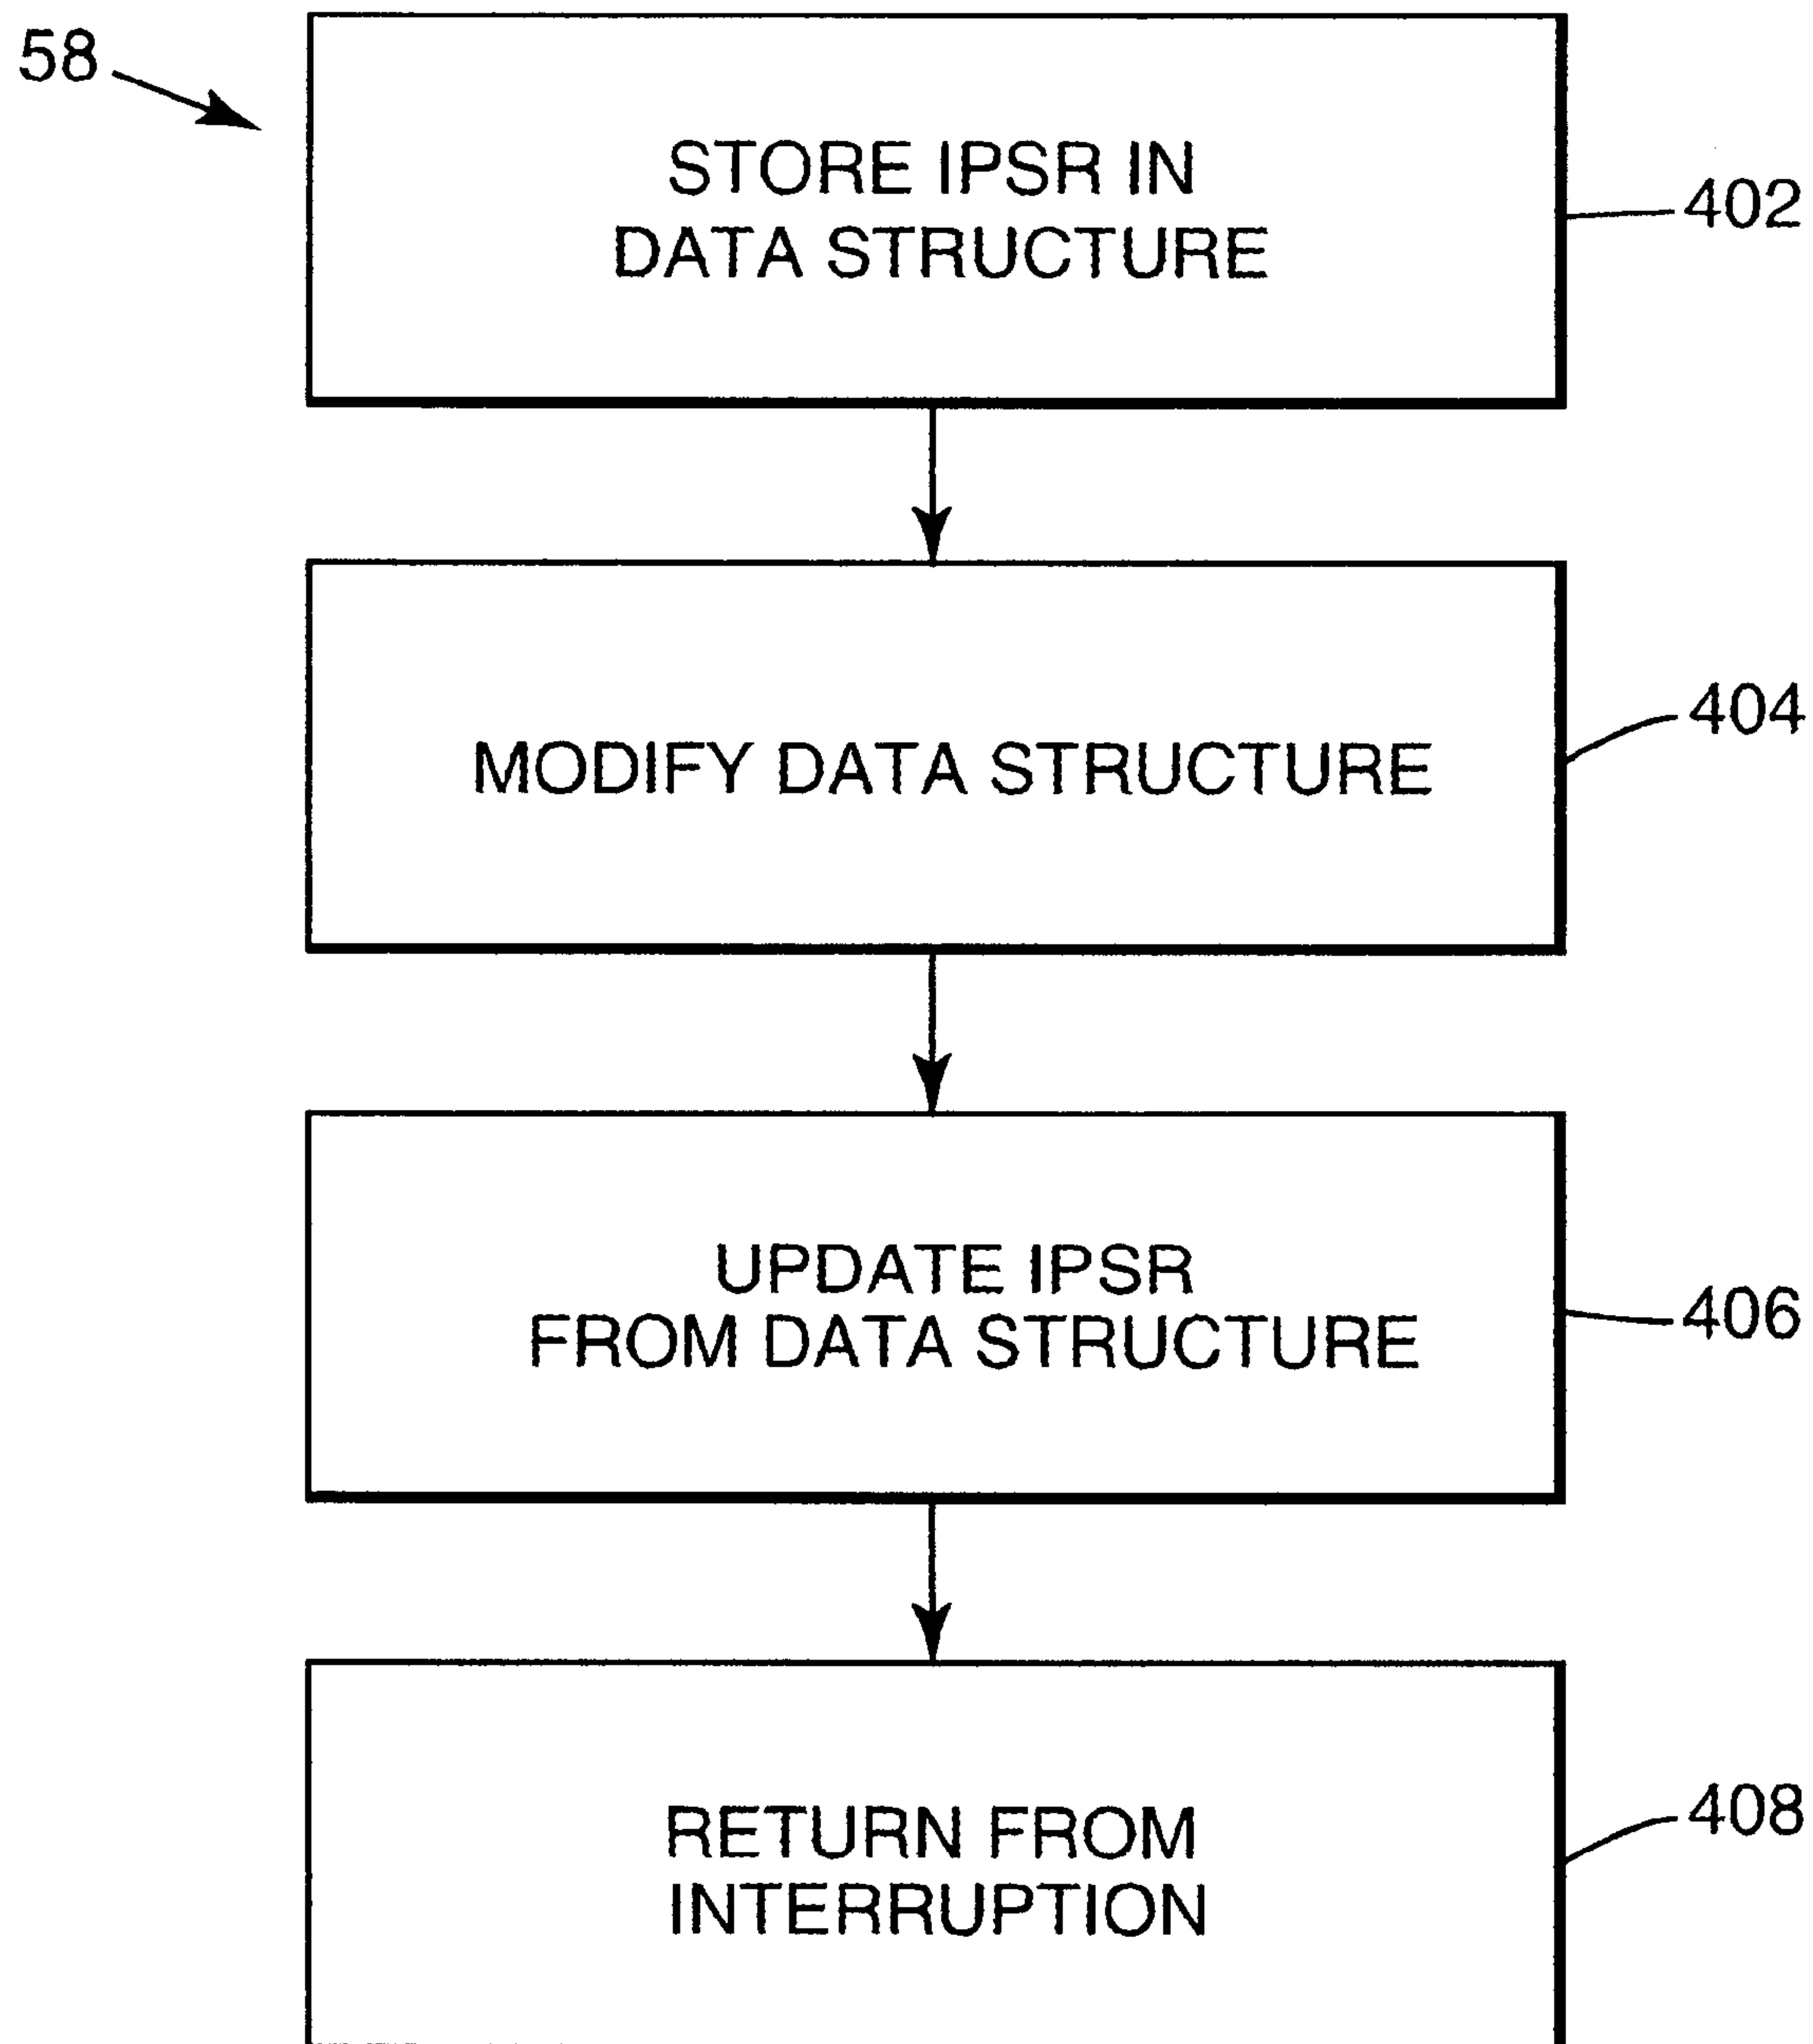 58
STORE IPSR IN
DATA STRUCTURE
402
MODIFY DATA STRUCTURE
404
UPDATE IPSR
FROM DATA STRUCTURE
406
RETURN FROM
INTERRUPTION
408